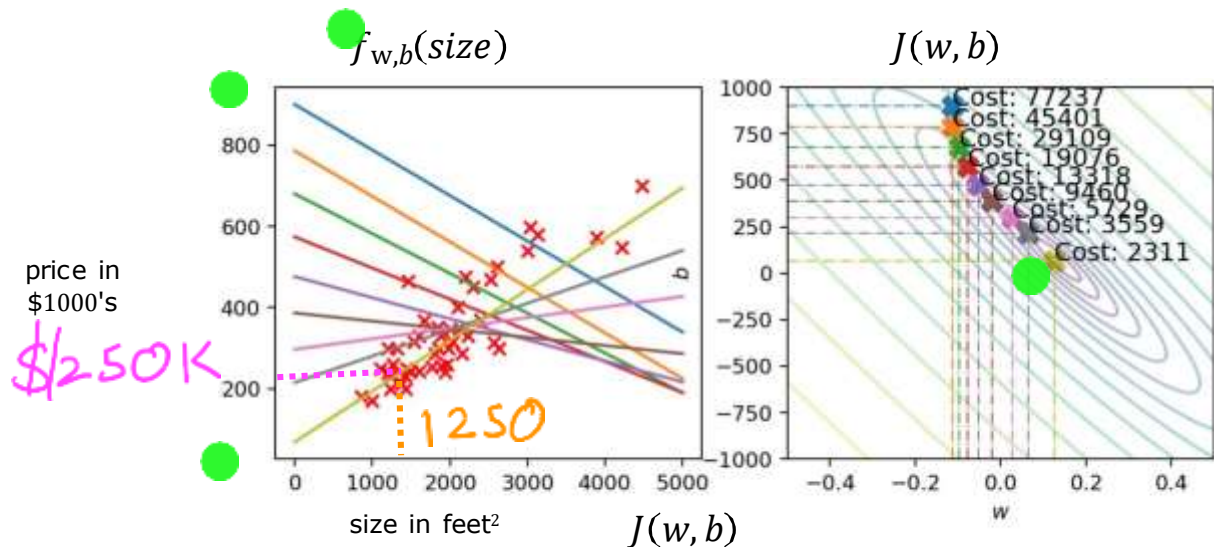 f w,b (size)
J(w, b)
800
600
400
200
price in
$1000's
$250K
1250
0
1000
2000
3000
4000
5000
size in feet²
J(w, b)
1000
750
500
250
0
−250
−500
−750
−1000
b
Cost: 77237
Cost: 45401
Cost: 29109
Cost: 19076
Cost: 13318
Cost: 9460
Cost: 5729
Cost: 3559
Cost: 2311
−0.4
−0.2
0.0
0.2
0.4
w